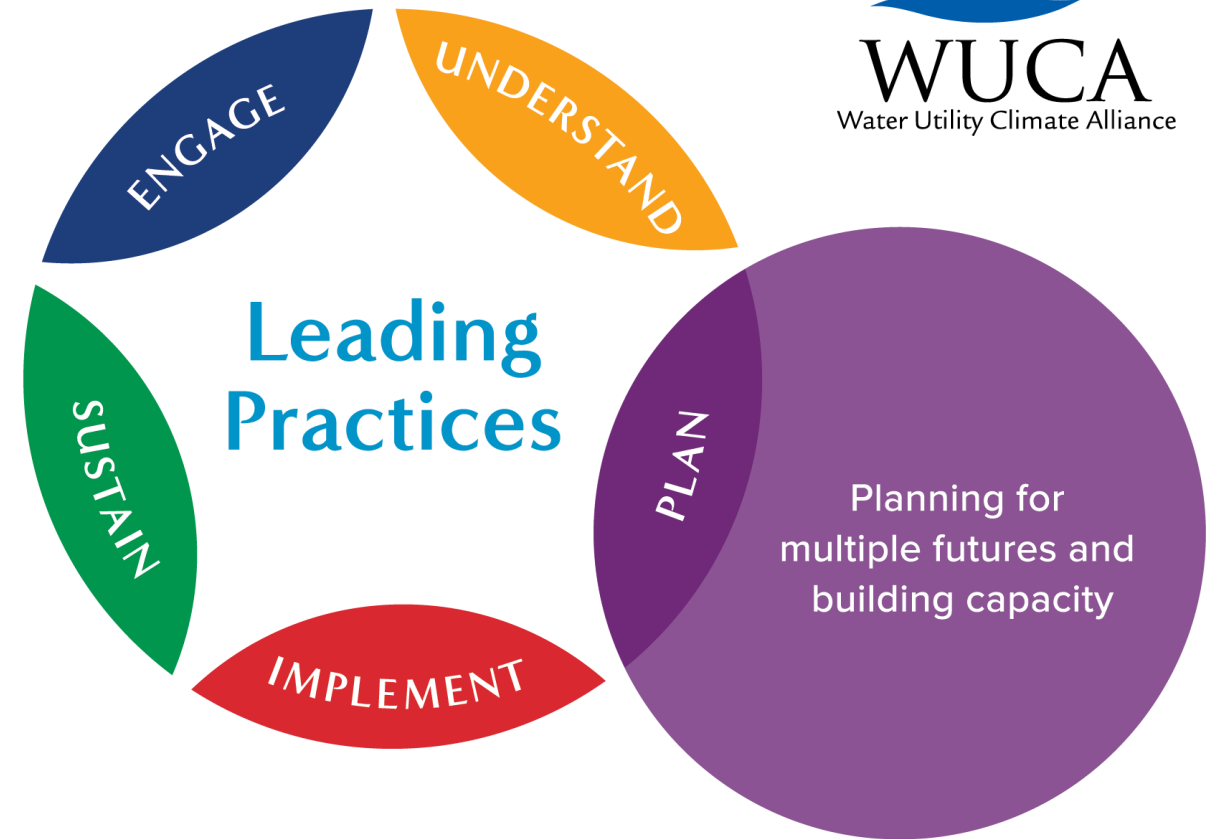 WUCA
Water Utility Climate Alliance
ENGAGE
UNDERSTAND
Leading
Practices
SUSTAIN
PLAN
IMPLEMENT
Planning for
multiple futures and
building capacity